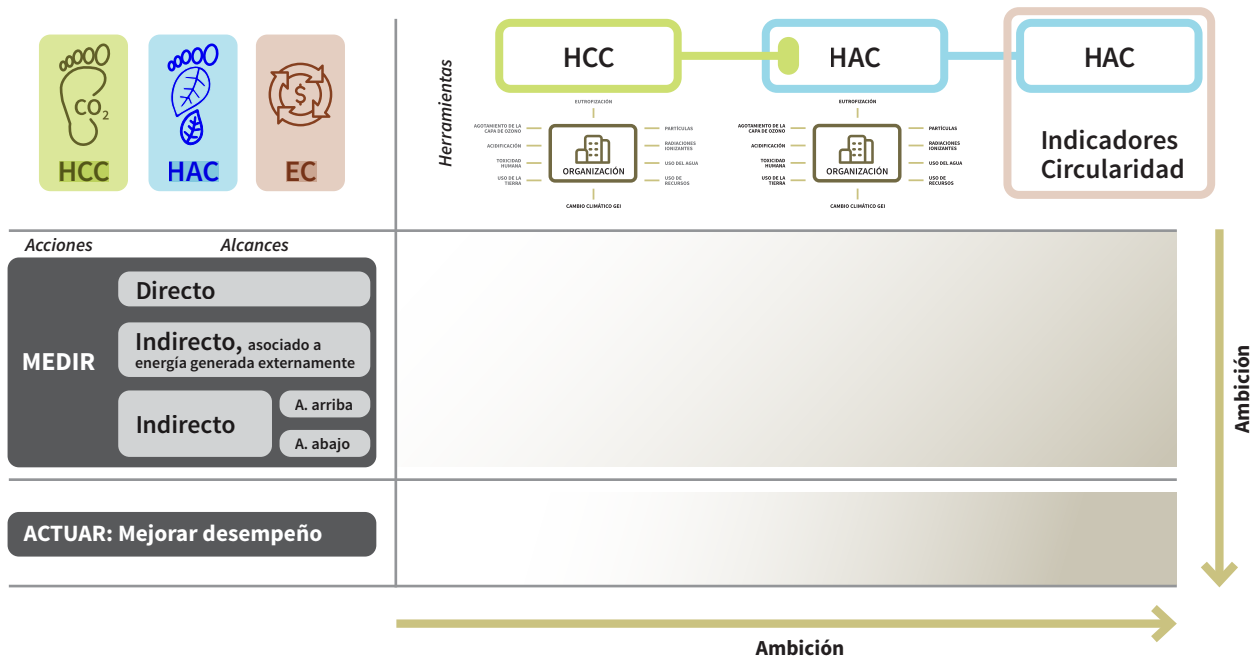 CO2
HCC
HAC
EC
Herramientas
HCC
HAC
HAC
Indicadores
Circularidad
EUTROFIZACIÓN
AGOTAMIENTO DE LA
CAPA DE OZONO
ACIDIFICACIÓN
TOXICIDAD
HUMANA
USO DE LA
TIERRA
ORGANIZACIÓN
PARTÍCULAS
RADIACIONES
IONIZANTES
USO DEL AGUA
USO DE
RECURSOS
CAMBIO CLIMÁTICO GEI
EUTROFIZACIÓN
AGOTAMIENTO DE LA
CAPA DE OZONO
ACIDIFICACIÓN
TOXICIDAD
HUMANA
USO DE LA
TIERRA
ORGANIZACIÓN
PARTÍCULAS
RADIACIONES
IONIZANTES
USO DEL AGUA
USO DE
RECURSOS
CAMBIO CLIMÁTICO GEI
Acciones
Alcances
MEDIR
Directo
Indirecto, asociado a
energía generada externamente
Indirecto
A. arriba
A. abajo
ACTUAR: Mejorar desempeño
Ambición
Ambición